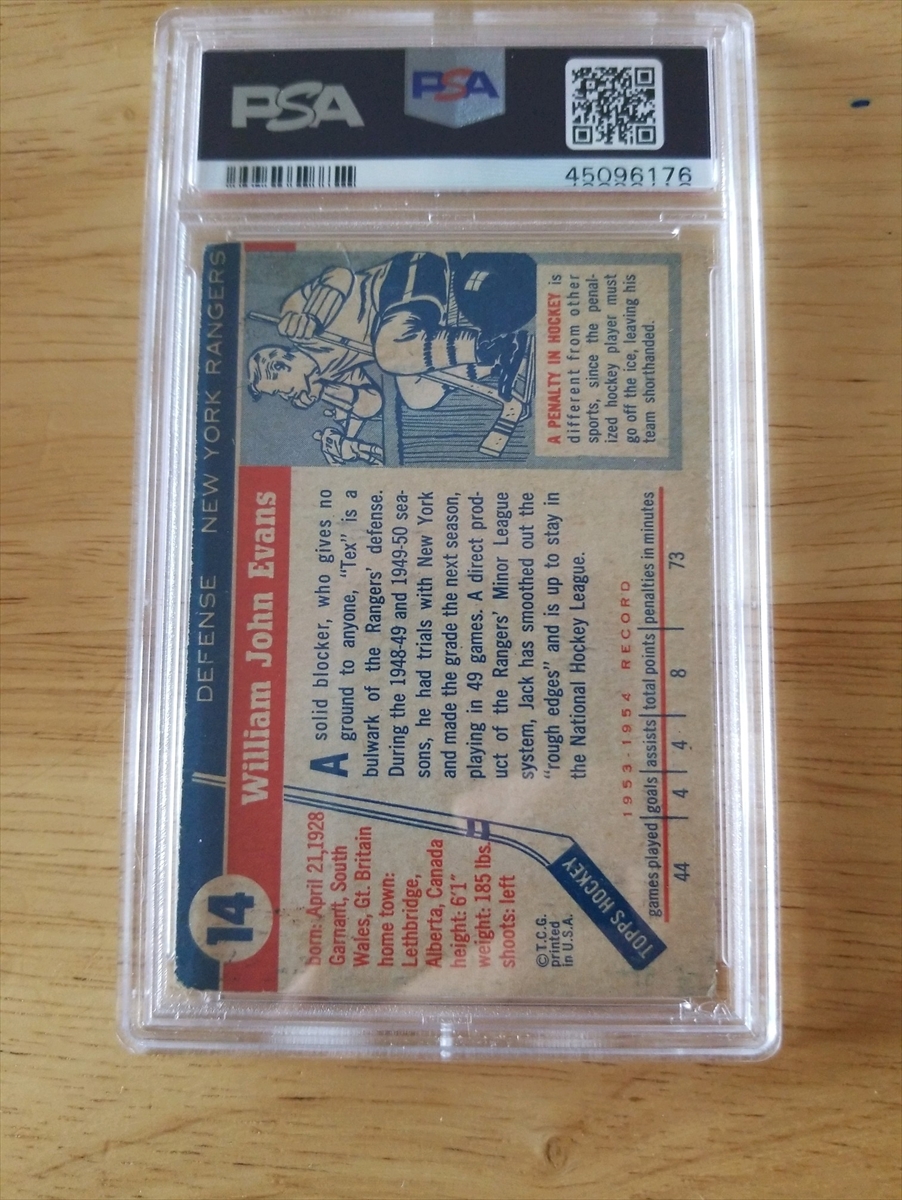 PSA
PSA
45096176
14
DEFENSE NEW YORK RANGERS
William John Evans
born: April 21, 1928
Garnant, South
Wales, Gt. Britain
home town:
Lethbridge,
Alberta, Canada
height: 6'1"
weight: 185 lbs.
shoots: left
© T.C.G.
printed
in U.S.A.
TOPPS HOCKEY
A solid blocker, who gives no
ground to anyone, "Tex" is a
bulwark of the Rangers' defense.
During the 1948-49 and 1949-50 sea-
sons, he had trials with New York
and made the grade the next season,
playing in 49 games. A direct prod-
uct of the Rangers' Minor League
system, Jack has smoothed out the
"rough edges" and is up to stay in
the National Hockey League.
A PENALTY IN HOCKEY is
different from other
sports, since the penal-
ized hockey player must
go off the ice, leaving his
team shorthanded.
1953-1954 RECORD
games played goals assists total points penalties in minutes
44 4 4 8 73
PSA